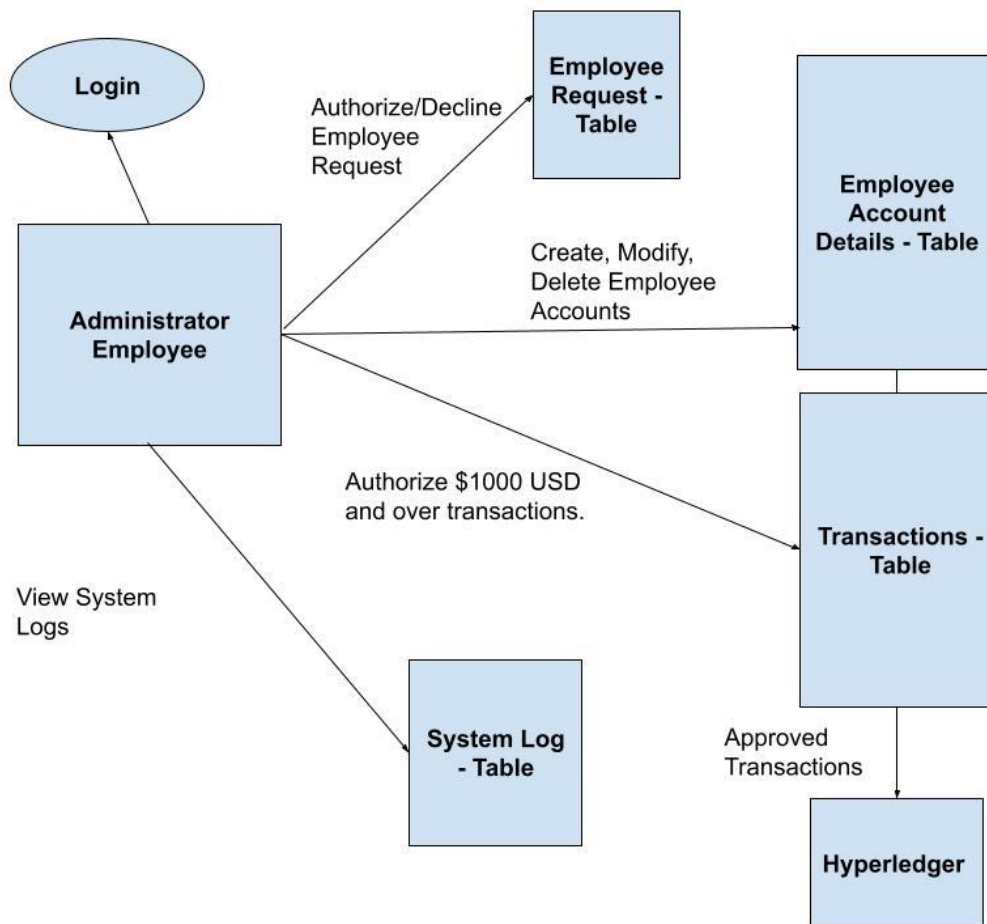 Login
Authorize/Decline
Employee
Request
Employee
Request -
Table
Employee
Account
Details - Table
Create, Modify,
Delete Employee
Accounts
Administrator
Employee
Authorize $1000 USD
and over transactions.
Transactions -
Table
View System
Logs
System Log
- Table
Approved
Transactions
Hyperledger